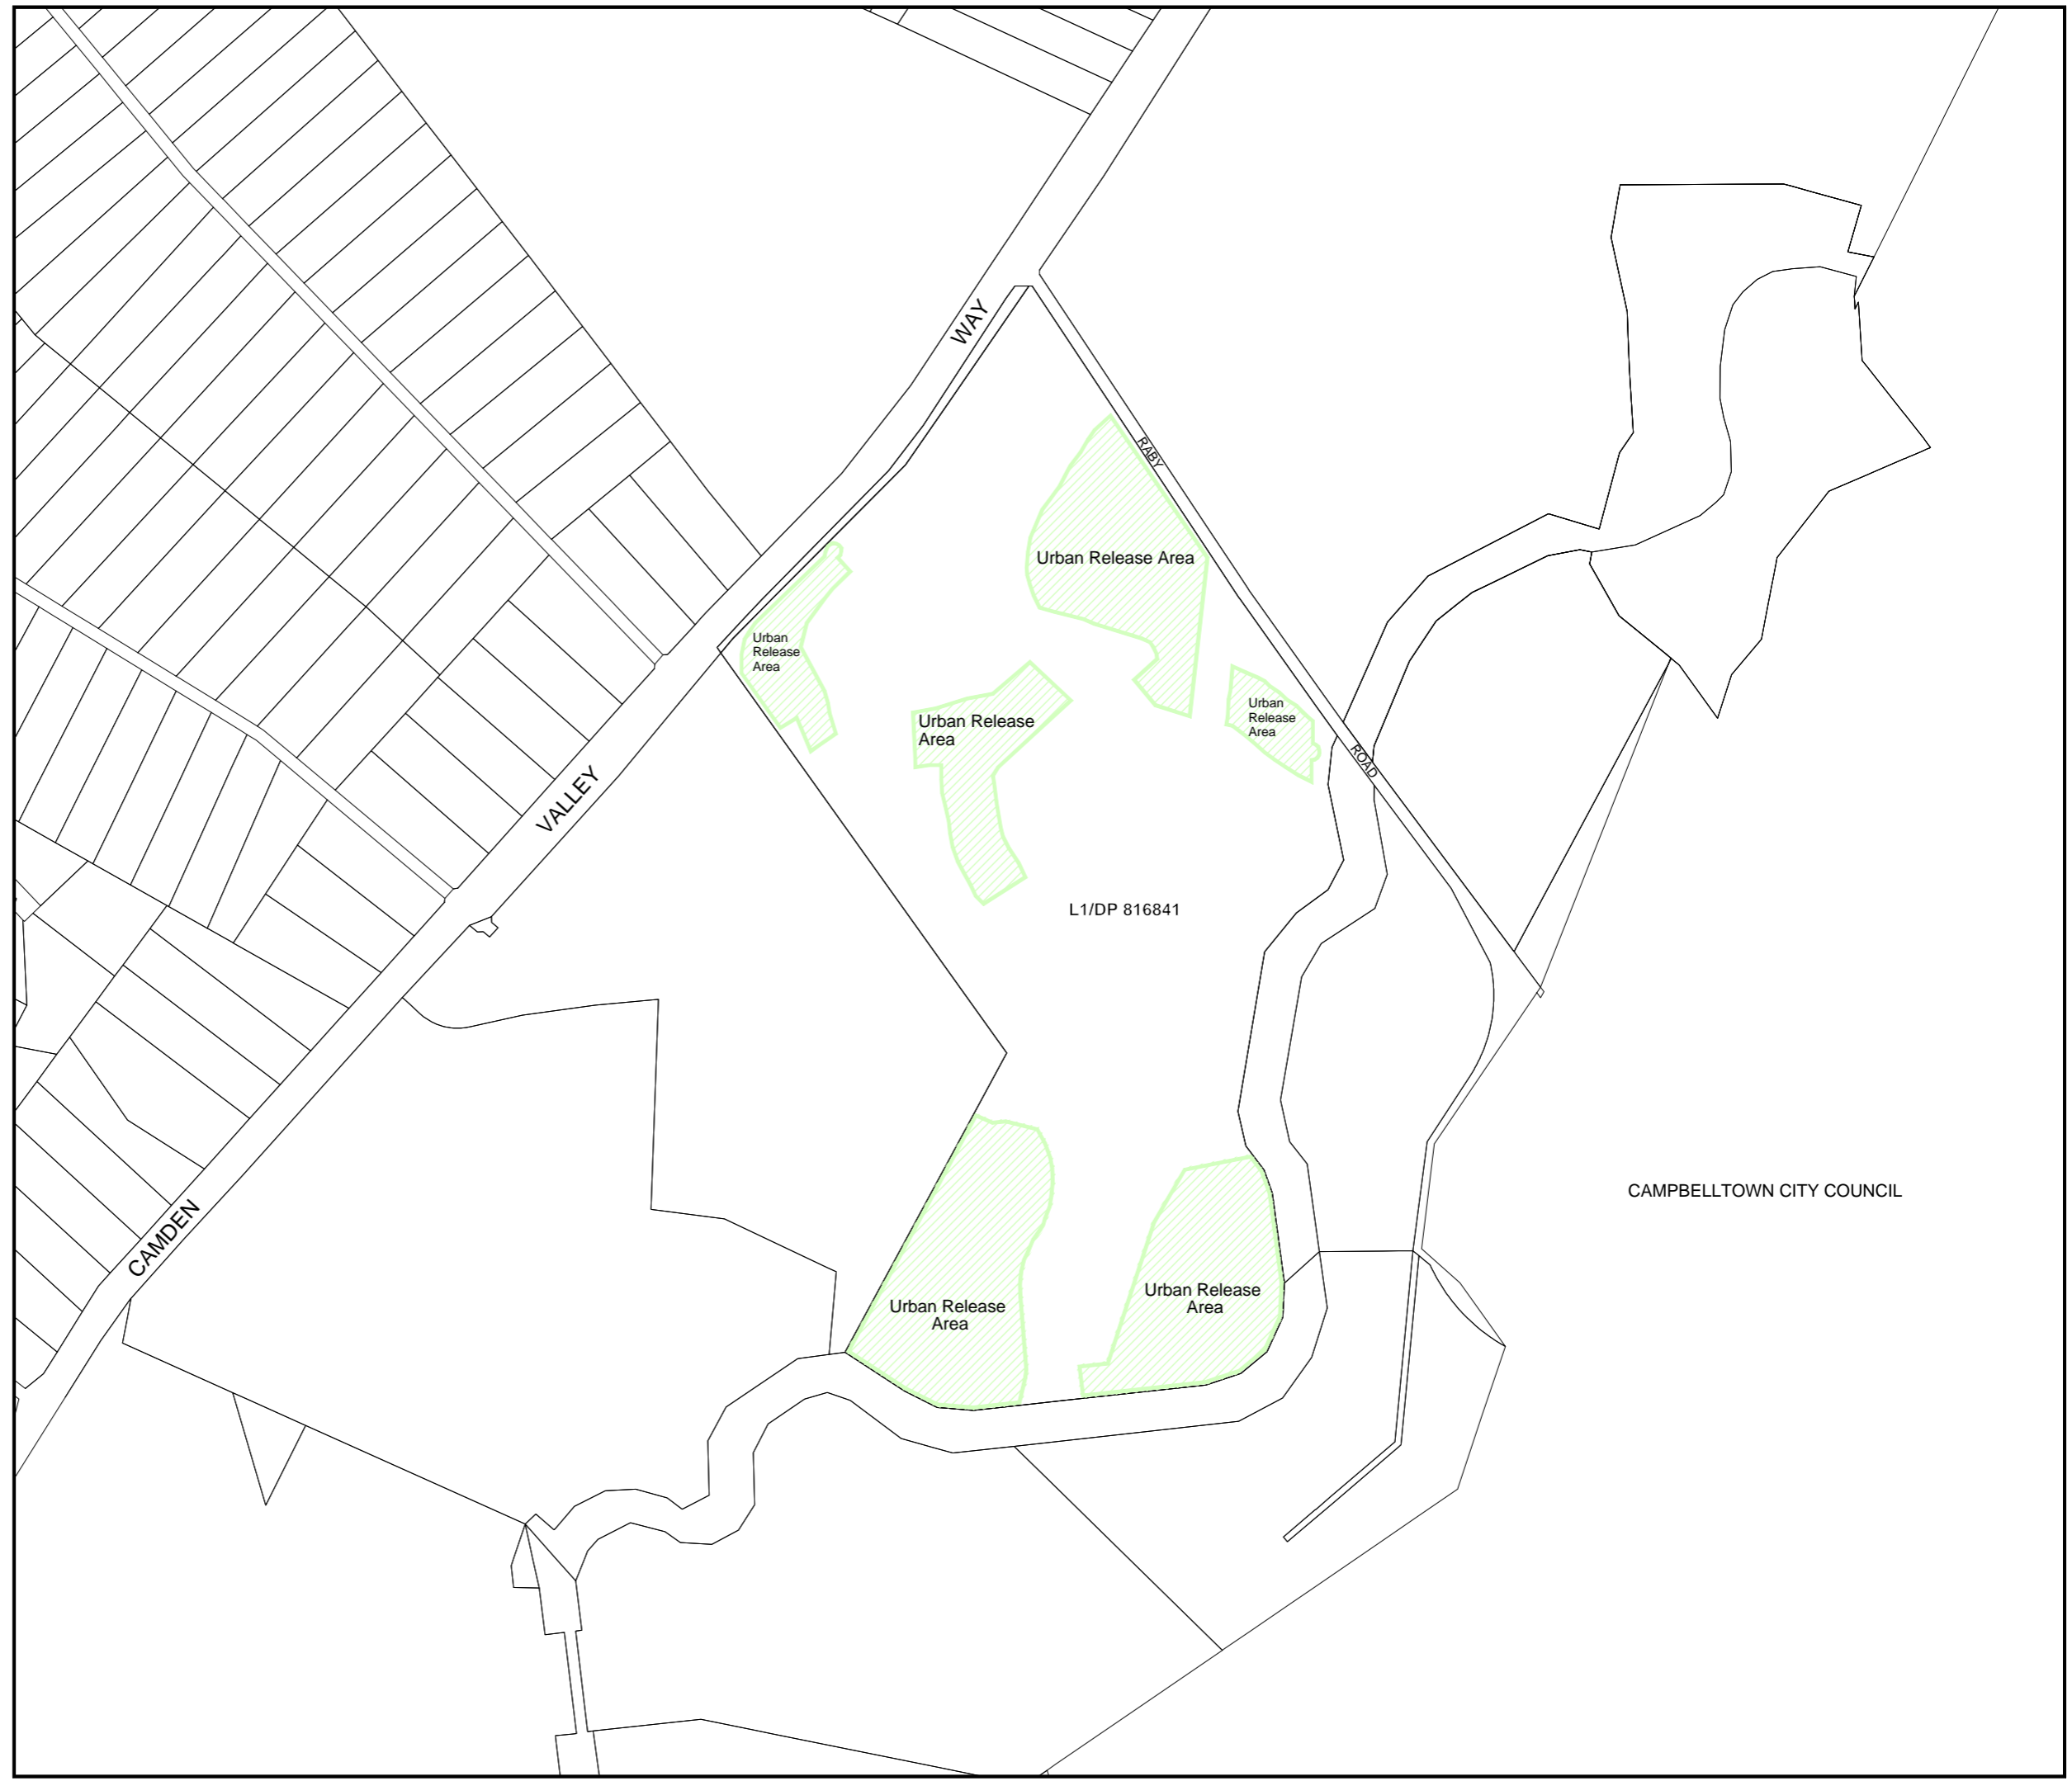 WAY
RABY
Urban Release Area
Urban
Release
Area
Urban Release
Area
Urban
Release
Area
ROAD
VALLEY
L1/DP 816841
CAMPBELLTOWN CITY COUNCIL
CAMDEN
Urban Release
Area
Urban Release
Area